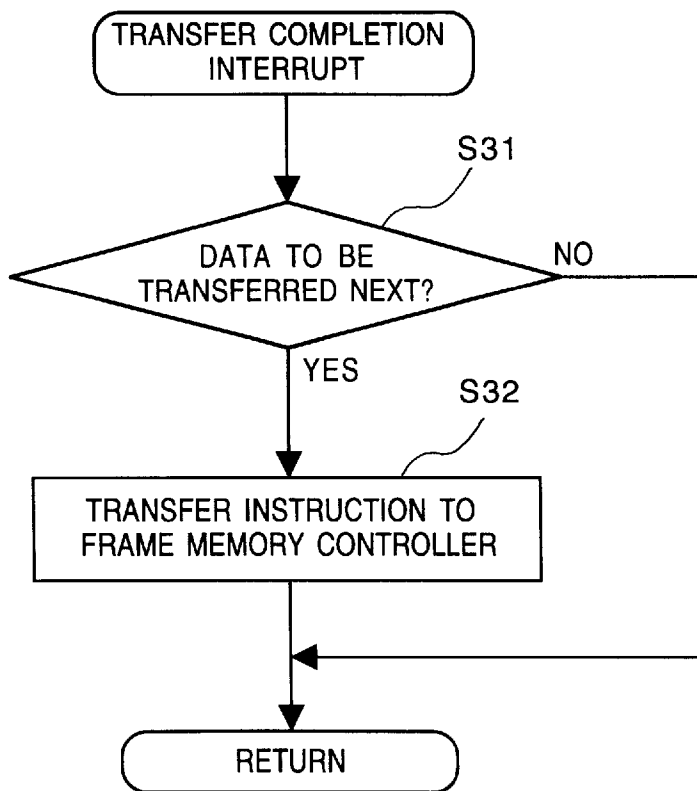 TRANSFER COMPLETION
INTERRUPT
S31
DATA TO BE
TRANSFERRED NEXT?
NO
YES
S32
TRANSFER INSTRUCTION TO
FRAME MEMORY CONTROLLER
RETURN